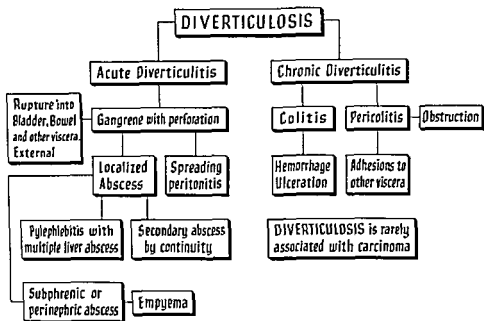 DIVERTICULOSIS
Acute Diverticulitis
Chronic Diverticulitis
Rupture into
Bladder, Bowel
and other viscera.
External
Gangrene with perforation
Colitis
Pericolitis
Obstruction
Localized
Abscess
Spreading
peritonitis
Hemorrhage
Ulceration
Adhesions to
other viscera
Pylephlebitis with
multiple liver abscess
Secondary abscess
by continuity
DIVERTICULOSIS is rarely
associated with carcinoma
Subphrenic or
perinephric abscess
Empyema